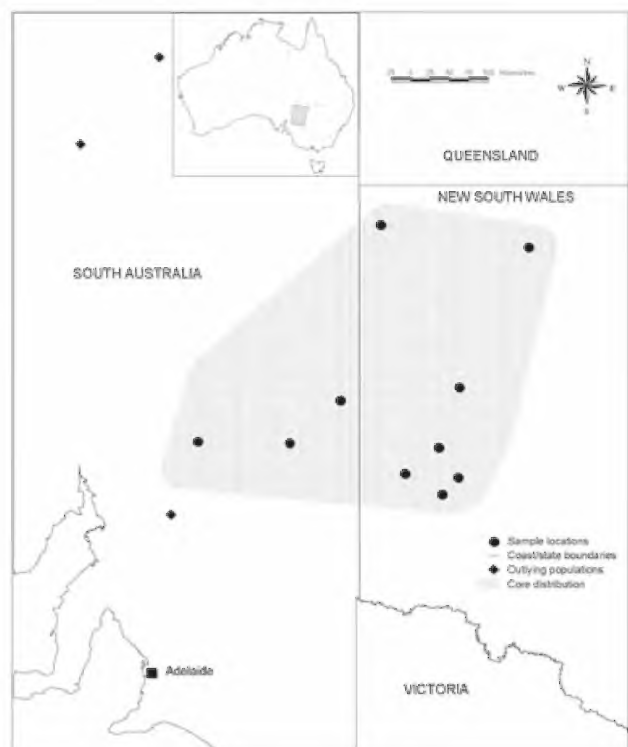 N
W E
S
QUEENSLAND
NEW SOUTH WALES
SOUTH AUSTRALIA
Sample locations
Coast/state boundaries
Outlying populations
Core distribution
Adelaide
VICTORIA